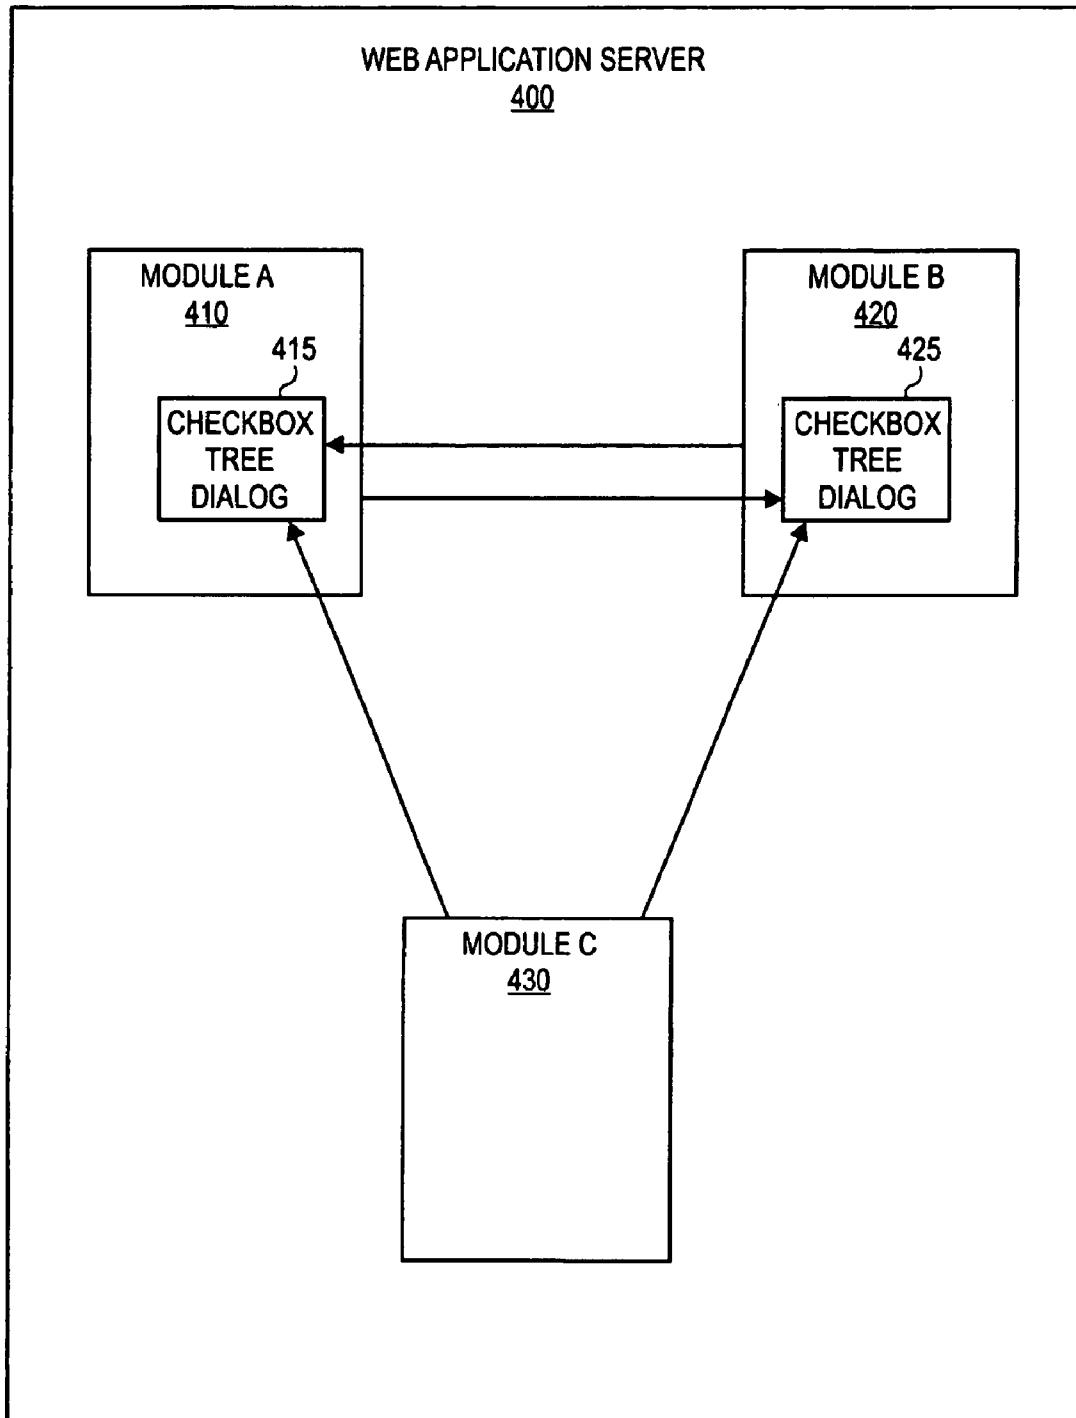 WEB APPLICATION SERVER
400
MODULE A
410
415
CHECKBOX
TREE
DIALOG
MODULE B
420
425
CHECKBOX
TREE
DIALOG
MODULE C
430